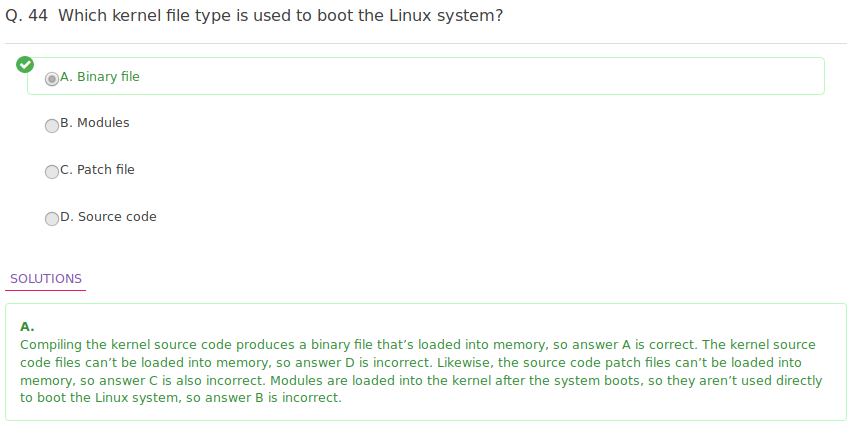 Q. 44 Which kernel file type is used to boot the Linux system?
A. Binary file
B. Modules
C. Patch file
D. Source code
SOLUTIONS
A.
Compiling the kernel source code produces a binary file that’s loaded into memory, so answer A is correct. The kernel source
code files can’t be loaded into memory, so answer D is incorrect. Likewise, the source code patch files can’t be loaded into
memory, so answer C is also incorrect. Modules are loaded into the kernel after the system boots, so they aren’t used directly
to boot the Linux system, so answer B is incorrect.